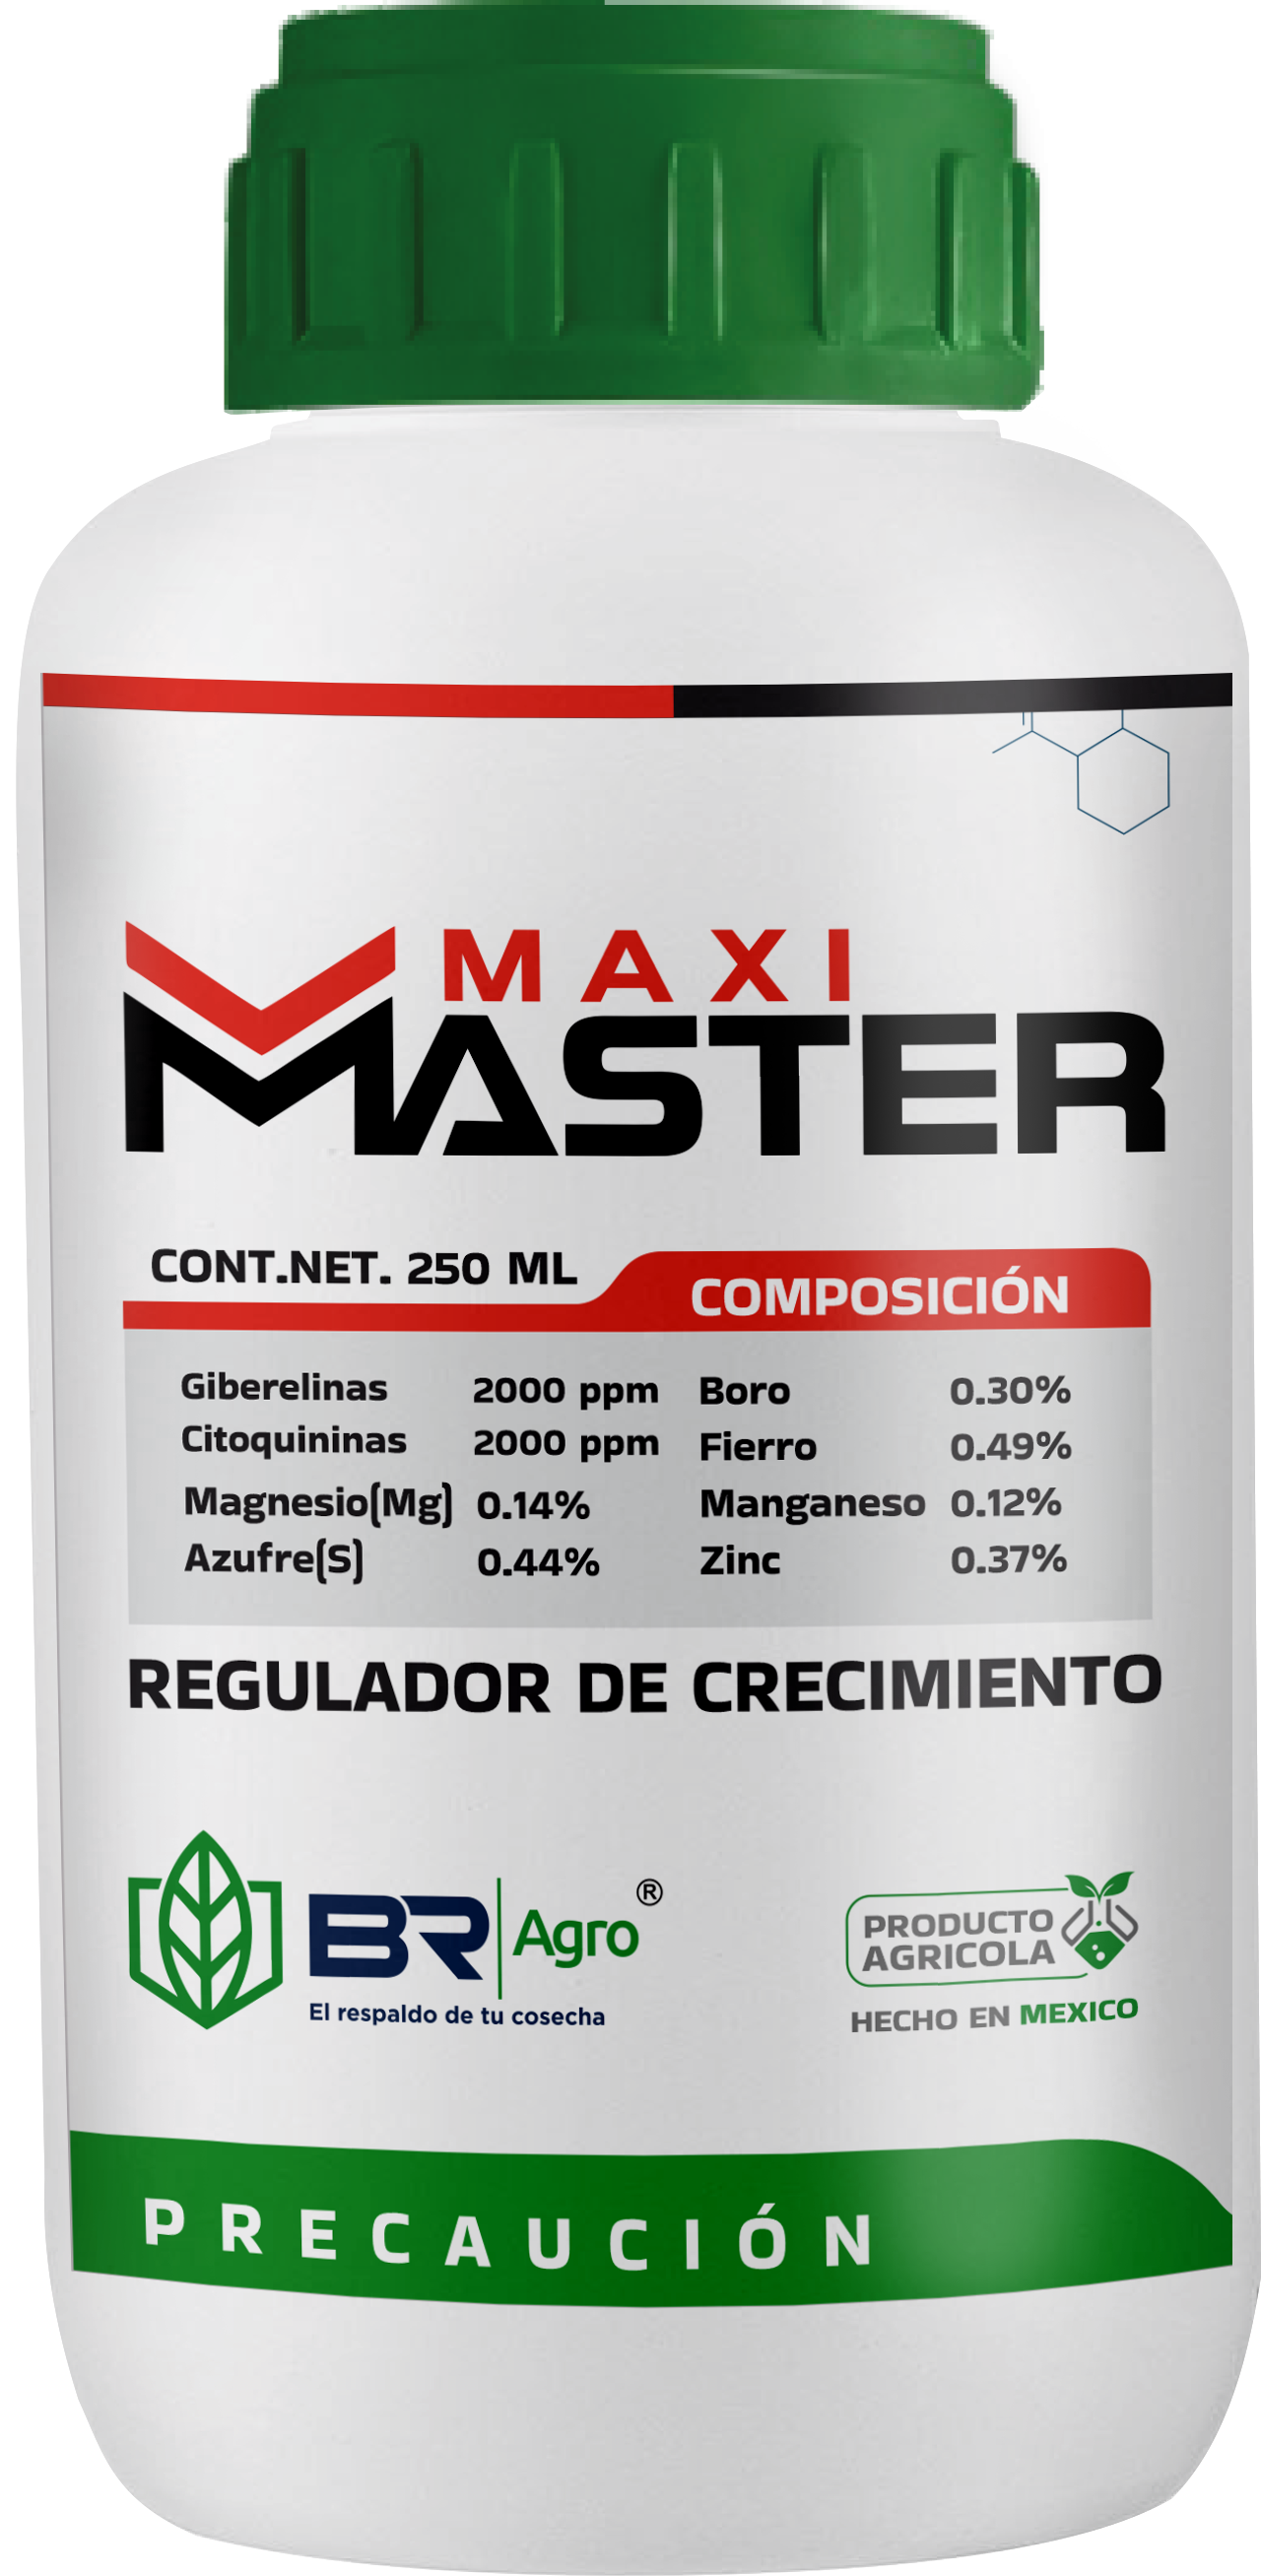 MAXI
MASTER
CONT.NET. 250 ML
COMPOSICIÓN
Giberelinas 2000 ppm Boro 0.30%
Citoquininas 2000 ppm Fierro 0.49%
Magnesio(Mg) 0.14% Manganeso 0.12%
Azufre(S) 0.44% Zinc 0.37%
REGULADOR DE CRECIMIENTO
BR Agro ®
El respaldo de tu cosecha
PRODUCTO
AGRICOLA
HECHO EN MEXICO
PRECAUCIÓN